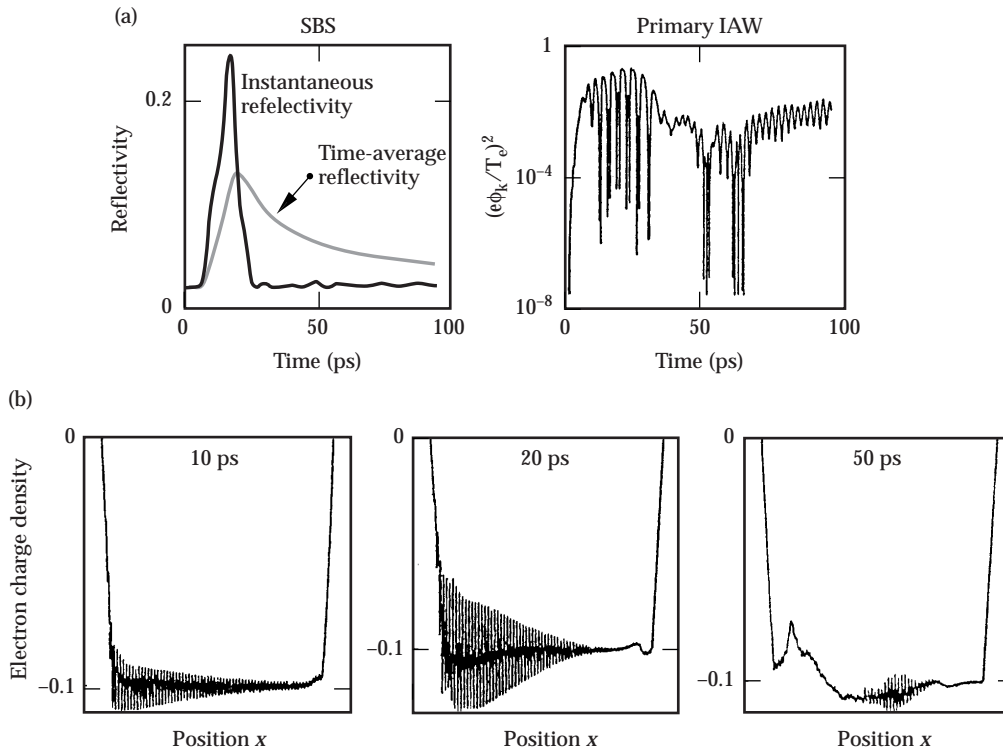 (a)
SBS
Instantaneous
refelectivity
Time-average
reflectivity
Reflectivity
0.2
0
0
50
100
Time (ps)
Primary IAW
(eϕₖ/Tₑ)²
1
10⁻⁴
10⁻⁸
0
50
100
Time (ps)
(b)
Electron charge density
0
10 ps
–0.1
Position x
0
20 ps
–0.1
Position x
0
50 ps
–0.1
Position x